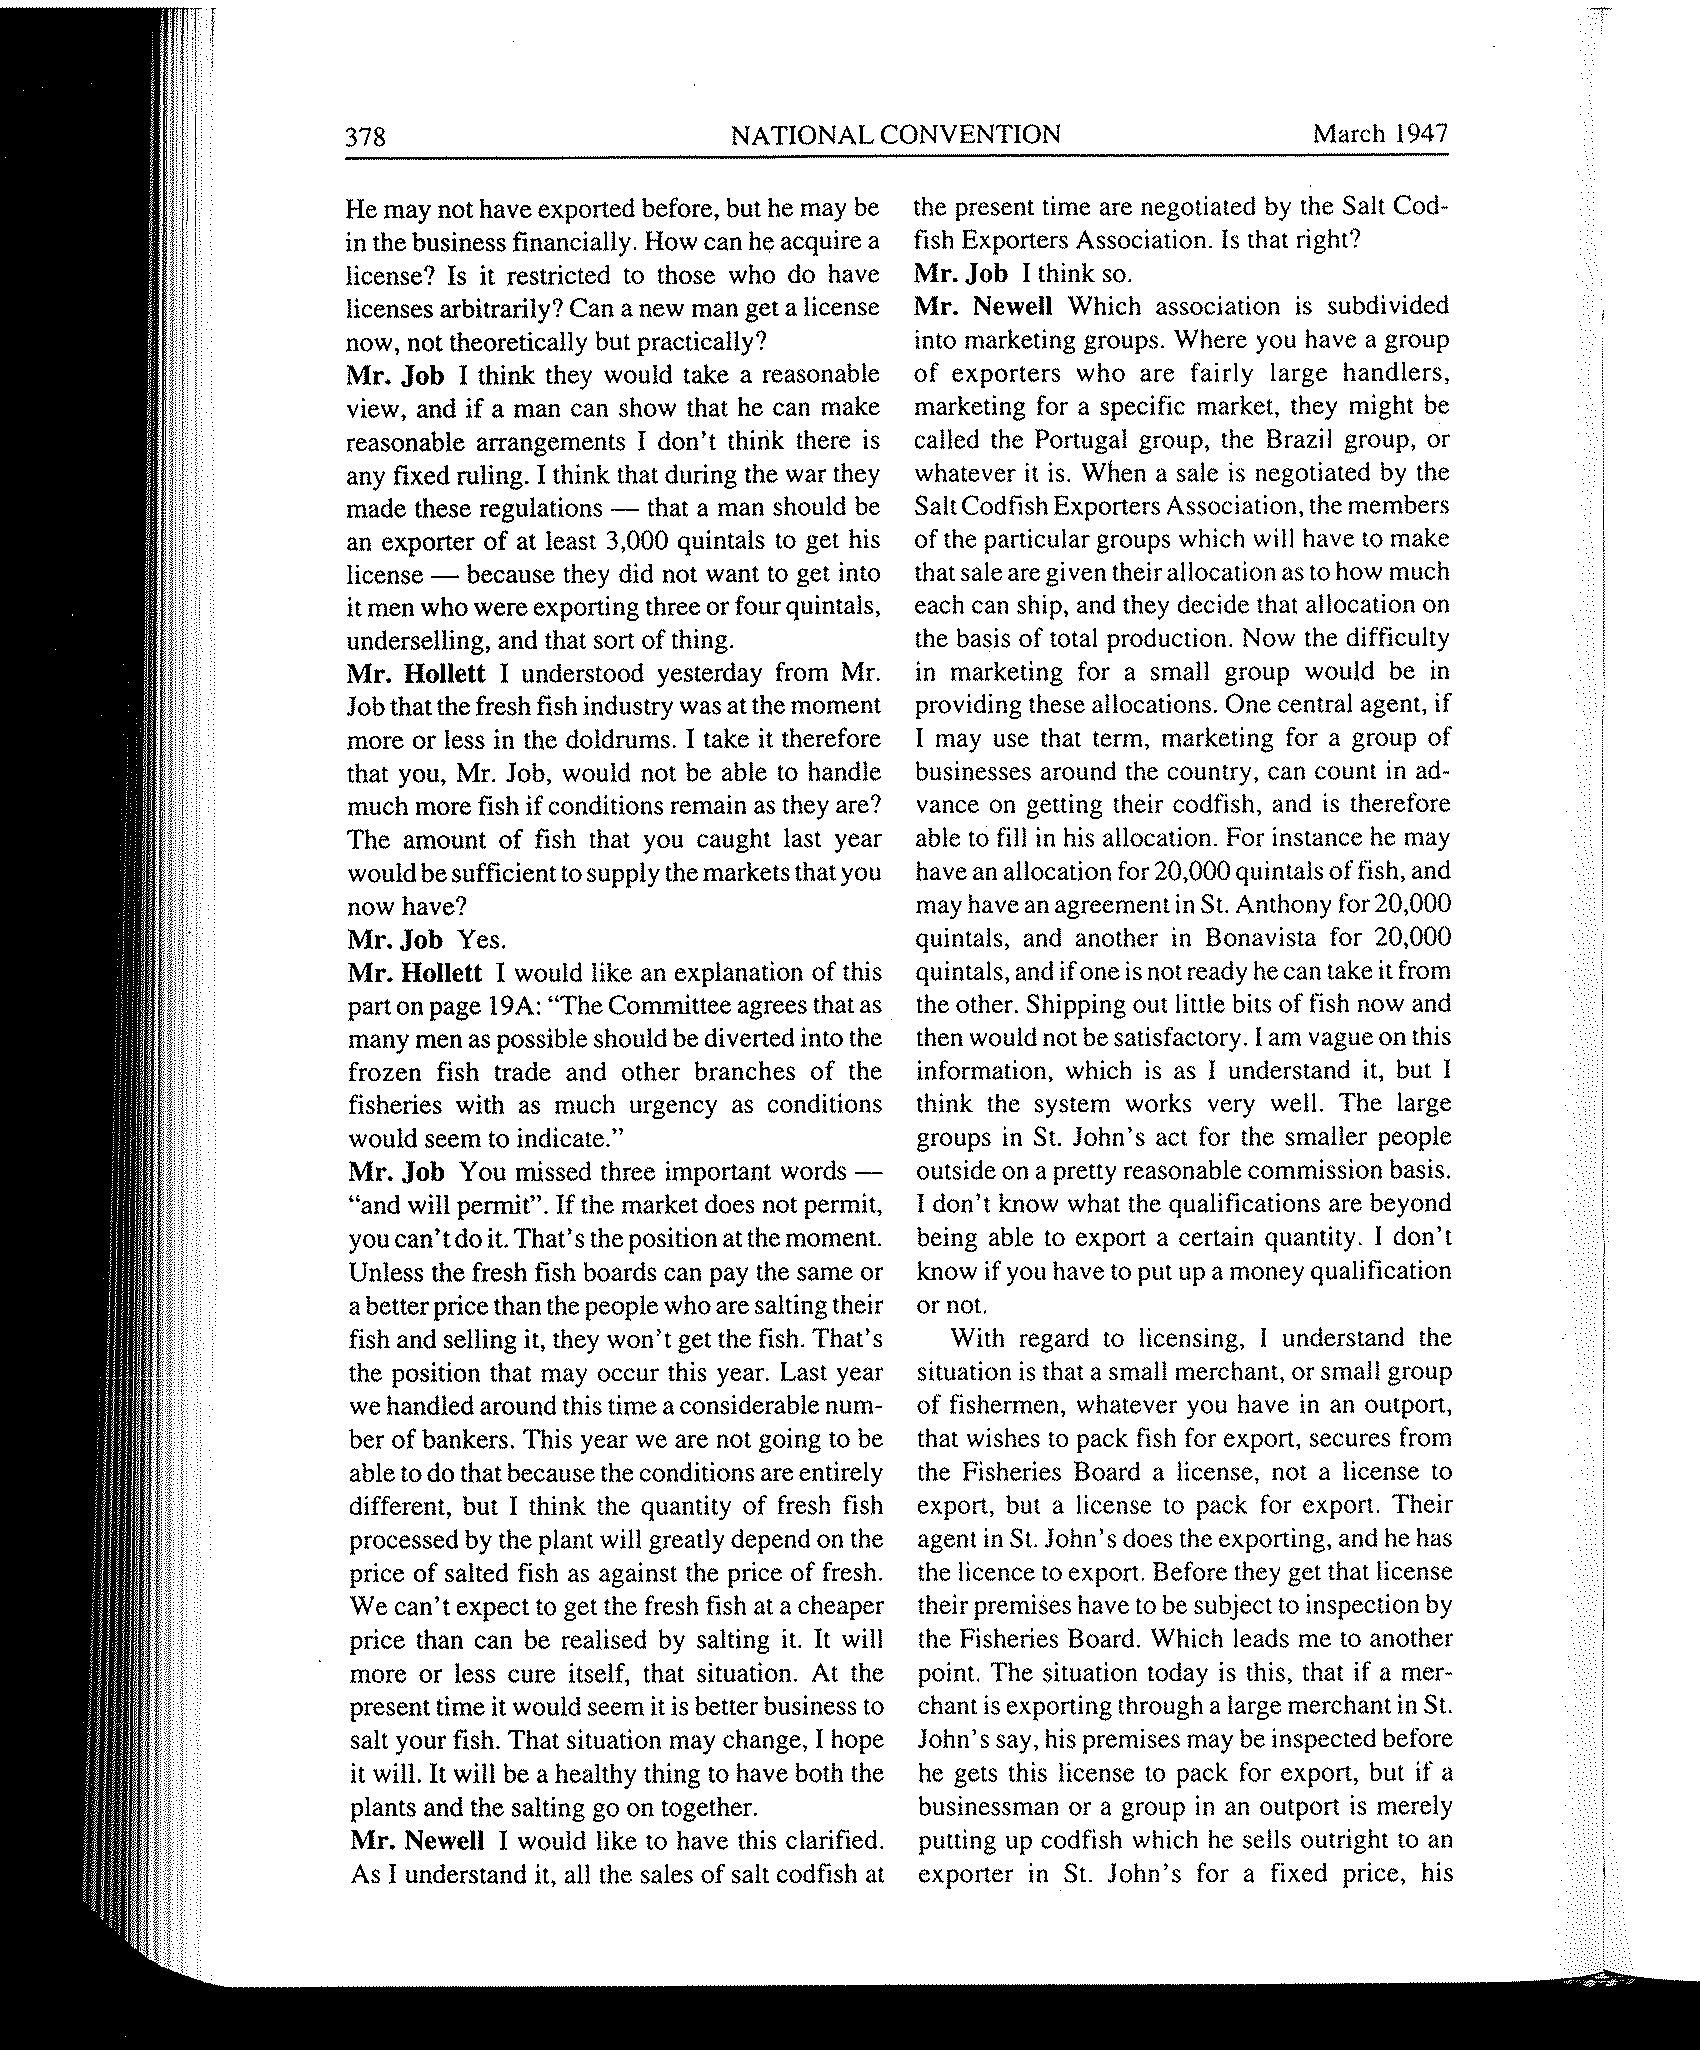 378 NATIONAL CONVENTION March 1947
He may not have exported before, but he may be
in the business financially. How can he acquire a
license? Is it restricted to those who do have
licenses arbitrarily? Can a new man get a license
now, not theoretically but practically?
Mr. Job I think they would take a reasonable
view, and if a man can show that he can make
reasonable arrangements I don't think there is
any fixed ruling. I think that during the war they
made these regulations — that a man should be
an exporter of at least 3,000 quintals to get his
license — because they did not want to get into
it men who were exporting three or four quintals,
underselling, and that sort of thing.
Mr. Hollett I understood yesterday from Mr.
Job that the fresh fish industry was at the moment
more or less in the doldrums. I take it therefore
that you, Mr. Job, would not be able to handle
much more fish if conditions remain as they are?
The amount of fish that you caught last year
would be sufficient to supply the markets that you
now have?
Mr. Job Yes.
Mr. Hollett I would like an explanation of this
part on page 19A: “The Committee agrees that as
many men as possible should be diverted into the
frozen fish trade and other branches of the
fisheries with as much urgency as conditions
would seem to indicate.”
Mr. Job You missed three important words —
“and will permit”. If the market does not permit,
you can't do it. That's the position at the moment.
Unless the fresh fish boards can pay the same or
a better price than the people who are salting their
fish and selling it, they won't get the fish. That's
the position that may occur this year. Last year
we handled around this time a considerable num-
ber of bankers. This year we are not going to be
able to do that because the conditions are entirely
different, but I think the quantity of fresh fish
processed by the plant will greatly depend on the
price of salted fish as against the price of fresh.
We can't expect to get the fresh fish at a cheaper
price than can be realised by salting it. It will
more or less cure itself, that situation. At the
present time it would seem it is better business to
salt your fish. That situation may change, I hope
it will. It will be a healthy thing to have both the
plants and the salting go on together.
Mr. Newell I would like to have this clarified.
As I understand it, all the sales of salt codfish at
the present time are negotiated by the Salt Cod-
fish Exporters Association. Is that right?
Mr. Job I think so.
Mr. Newell Which association is subdivided
into marketing groups. Where you have a group
of exporters who are fairly large handlers,
marketing for a specific market, they might be
called the Portugal group, the Brazil group, or
whatever it is. When a sale is negotiated by the
Salt Codfish Exporters Association, the members
of the particular groups which will have to make
that sale are given their allocation as to how much
each can ship, and they decide that allocation on
the basis of total production. Now the difficulty
in marketing for a small group would be in
providing these allocations. One central agent, if
I may use that term, marketing for a group of
businesses around the country, can count in ad-
vance on getting their codfish, and is therefore
able to fill in his allocation. For instance he may
have an allocation for 20,000 quintals of fish, and
may have an agreement in St. Anthony for 20,000
quintals, and another in Bonavista for 20,000
quintals, and if one is not ready he can take it from
the other. Shipping out little bits of fish now and
then would not be satisfactory. I am vague on this
information, which is as I understand it, but I
think the system works very well. The large
groups in St. John's act for the smaller people
outside on a pretty reasonable commission basis.
I don't know what the qualifications are beyond
being able to export a certain quantity. I don't
know if you have to put up a money qualification
or not.
With regard to licensing, I understand the
situation is that a small merchant, or small group
of fishermen, whatever you have in an outport,
that wishes to pack fish for export, secures from
the Fisheries Board a license, not a license to
export, but a license to pack for export. Their
agent in St. John's does the exporting, and he has
the licence to export. Before they get that license
their premises have to be subject to inspection by
the Fisheries Board. Which leads me to another
point. The situation today is this, that if a mer-
chant is exporting through a large merchant in St.
John's say, his premises may be inspected before
he gets this license to pack for export, but if a
businessman or a group in an outport is merely
putting up codfish which he sells outright to an
exporter in St. John's for a fixed price, his